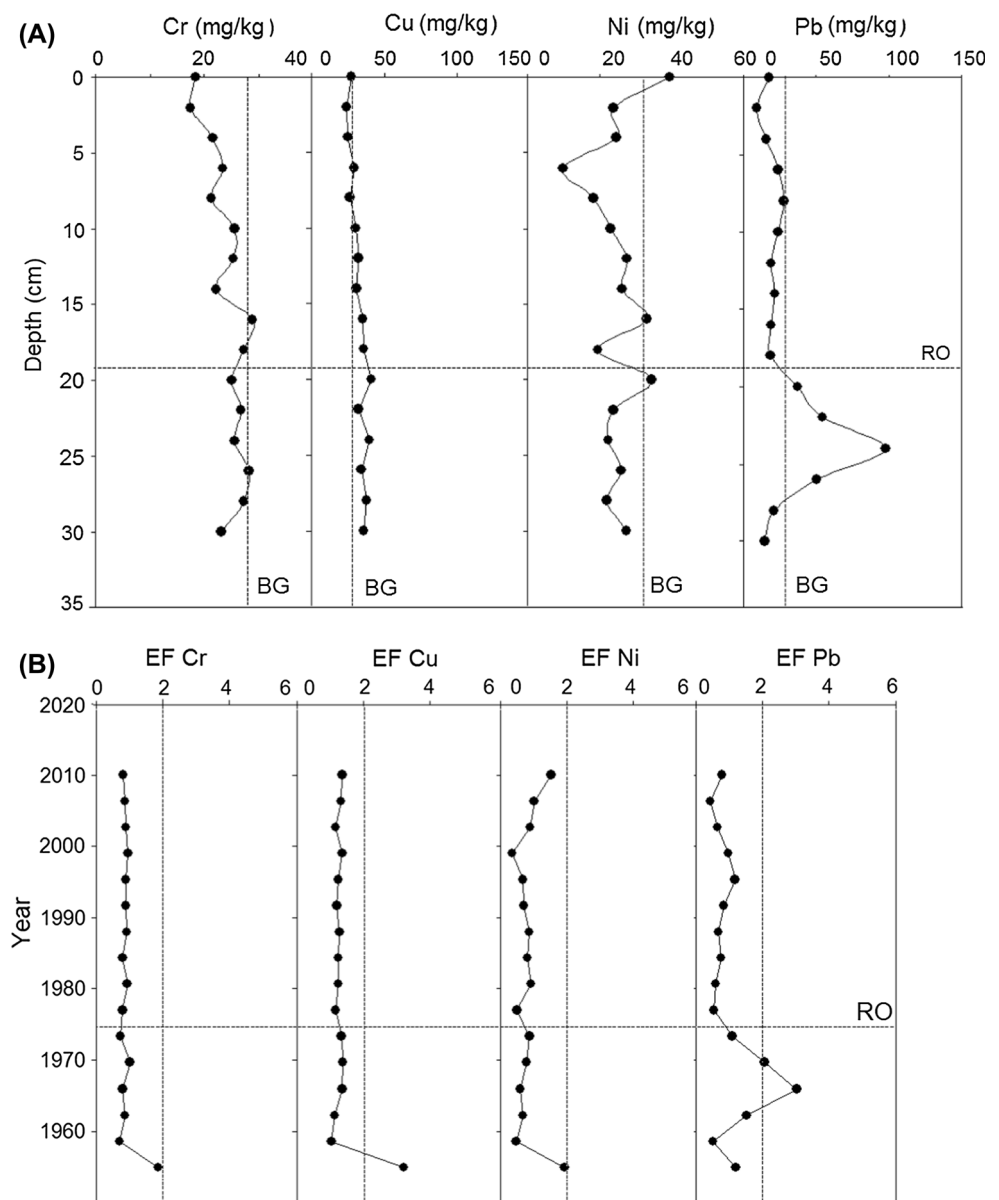 (A) Cr (mg/kg) Cu (mg/kg) Ni (mg/kg) Pb (mg/kg)
0 20 40 0 50 100 150 0 20 40 60 0 50 100 150
Depth (cm)
0
5
10
15
20
25
30
35
RO
BG BG BG BG
(B) EF Cr EF Cu EF Ni EF Pb
0 2 4 6 0 2 4 6 0 2 4 6 0 2 4 6
Year
2020
2010
2000
1990
1980
1970
1960
RO